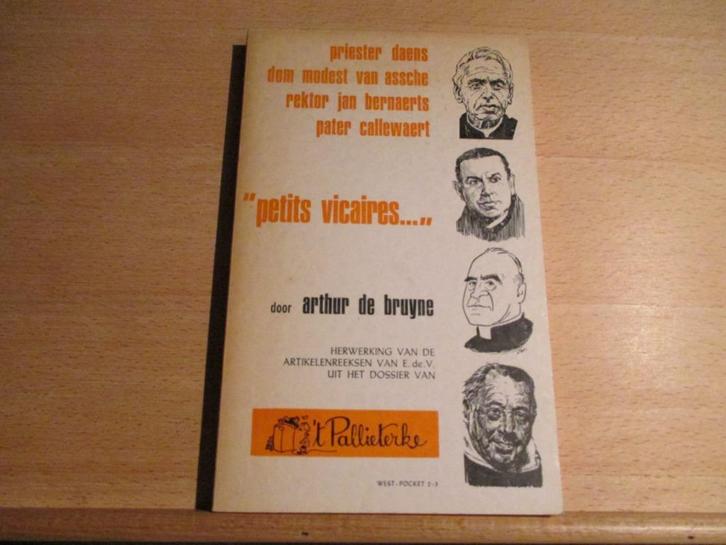 priester daens
dom modest van assche
rektor jan bernaerts
pater callewaert
"petits vicaires...„
door arthur de bruyne
HERWERKING VAN DE
ARTIKELENREEKSEN VAN E. de V.
UIT HET DOSSIER VAN
't Pallieterke
WEST-POCKET 2-3